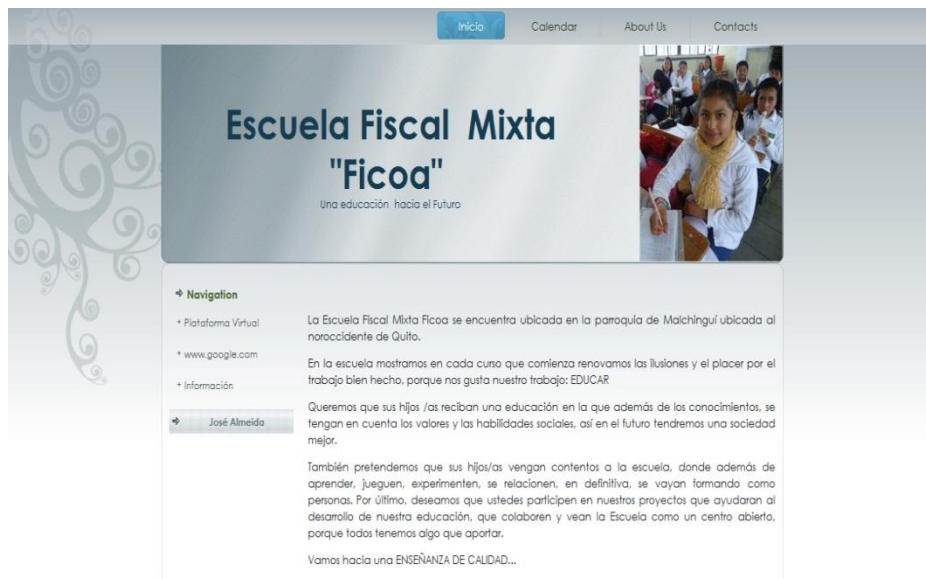 Inicio
Calendar
About Us
Contacts
Escuela Fiscal Mixta
"Ficoa"
Una educación hacia el Futuro
Navigation
Plataforma Virtual
www.google.com
Información
José Almeida
La Escuela Fiscal Mixta Ficoa se encuentra ubicada en la parroquia de Malchinguí ubicada al
noroccidente de Quito.
En la escuela mostramos en cada curso que comienza renovamos las ilusiones y el placer por el
trabajo bien hecho, porque nos gusta nuestro trabajo: EDUCAR
Queremos que sus hijos /as reciban una educación en la que además de los conocimientos, se
tengan en cuenta los valores y las habilidades sociales, así en el futuro tendremos una sociedad
mejor.
También pretendemos que sus hijos/as vengan contentos a la escuela, donde además de
aprender, jueguen, experimenten, se relacionen, en definitiva, se vayan formando como
personas. Por último, deseamos que ustedes participen en nuestros proyectos que ayudaran al
desarrollo de nuestra educación, que colaboren y vean la Escuela como un centro abierto,
porque todos tenemos algo que aportar.
Vamos hacia una ENSEÑANZA DE CALIDAD...